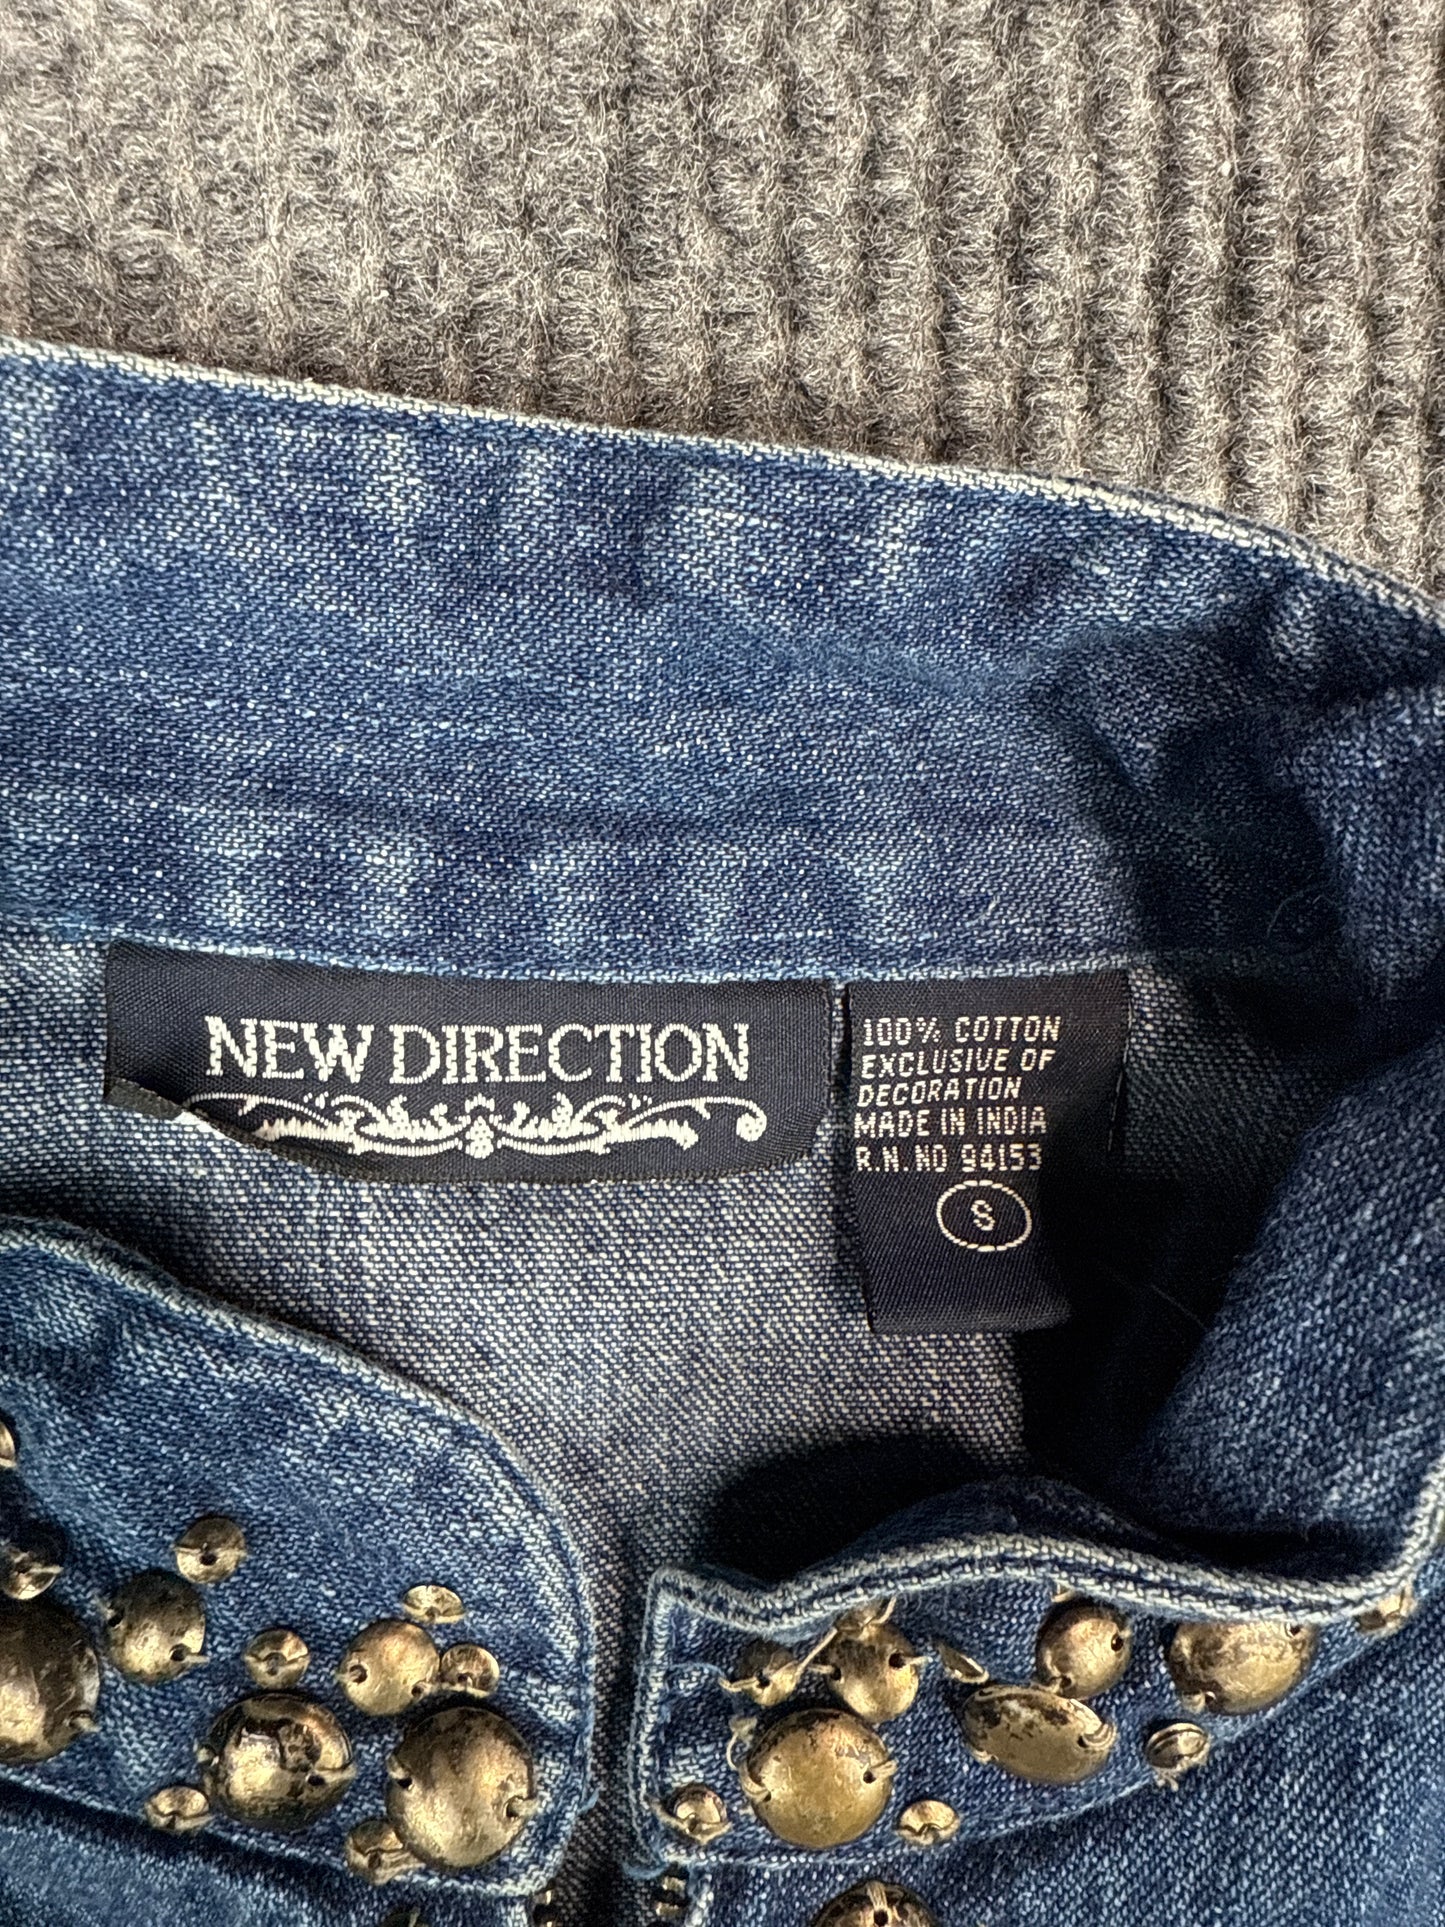 NEW DIRECTION
100% COTTON
EXCLUSIVE OF
DECORATION
MADE IN INDIA
R.N. NO 94153
S